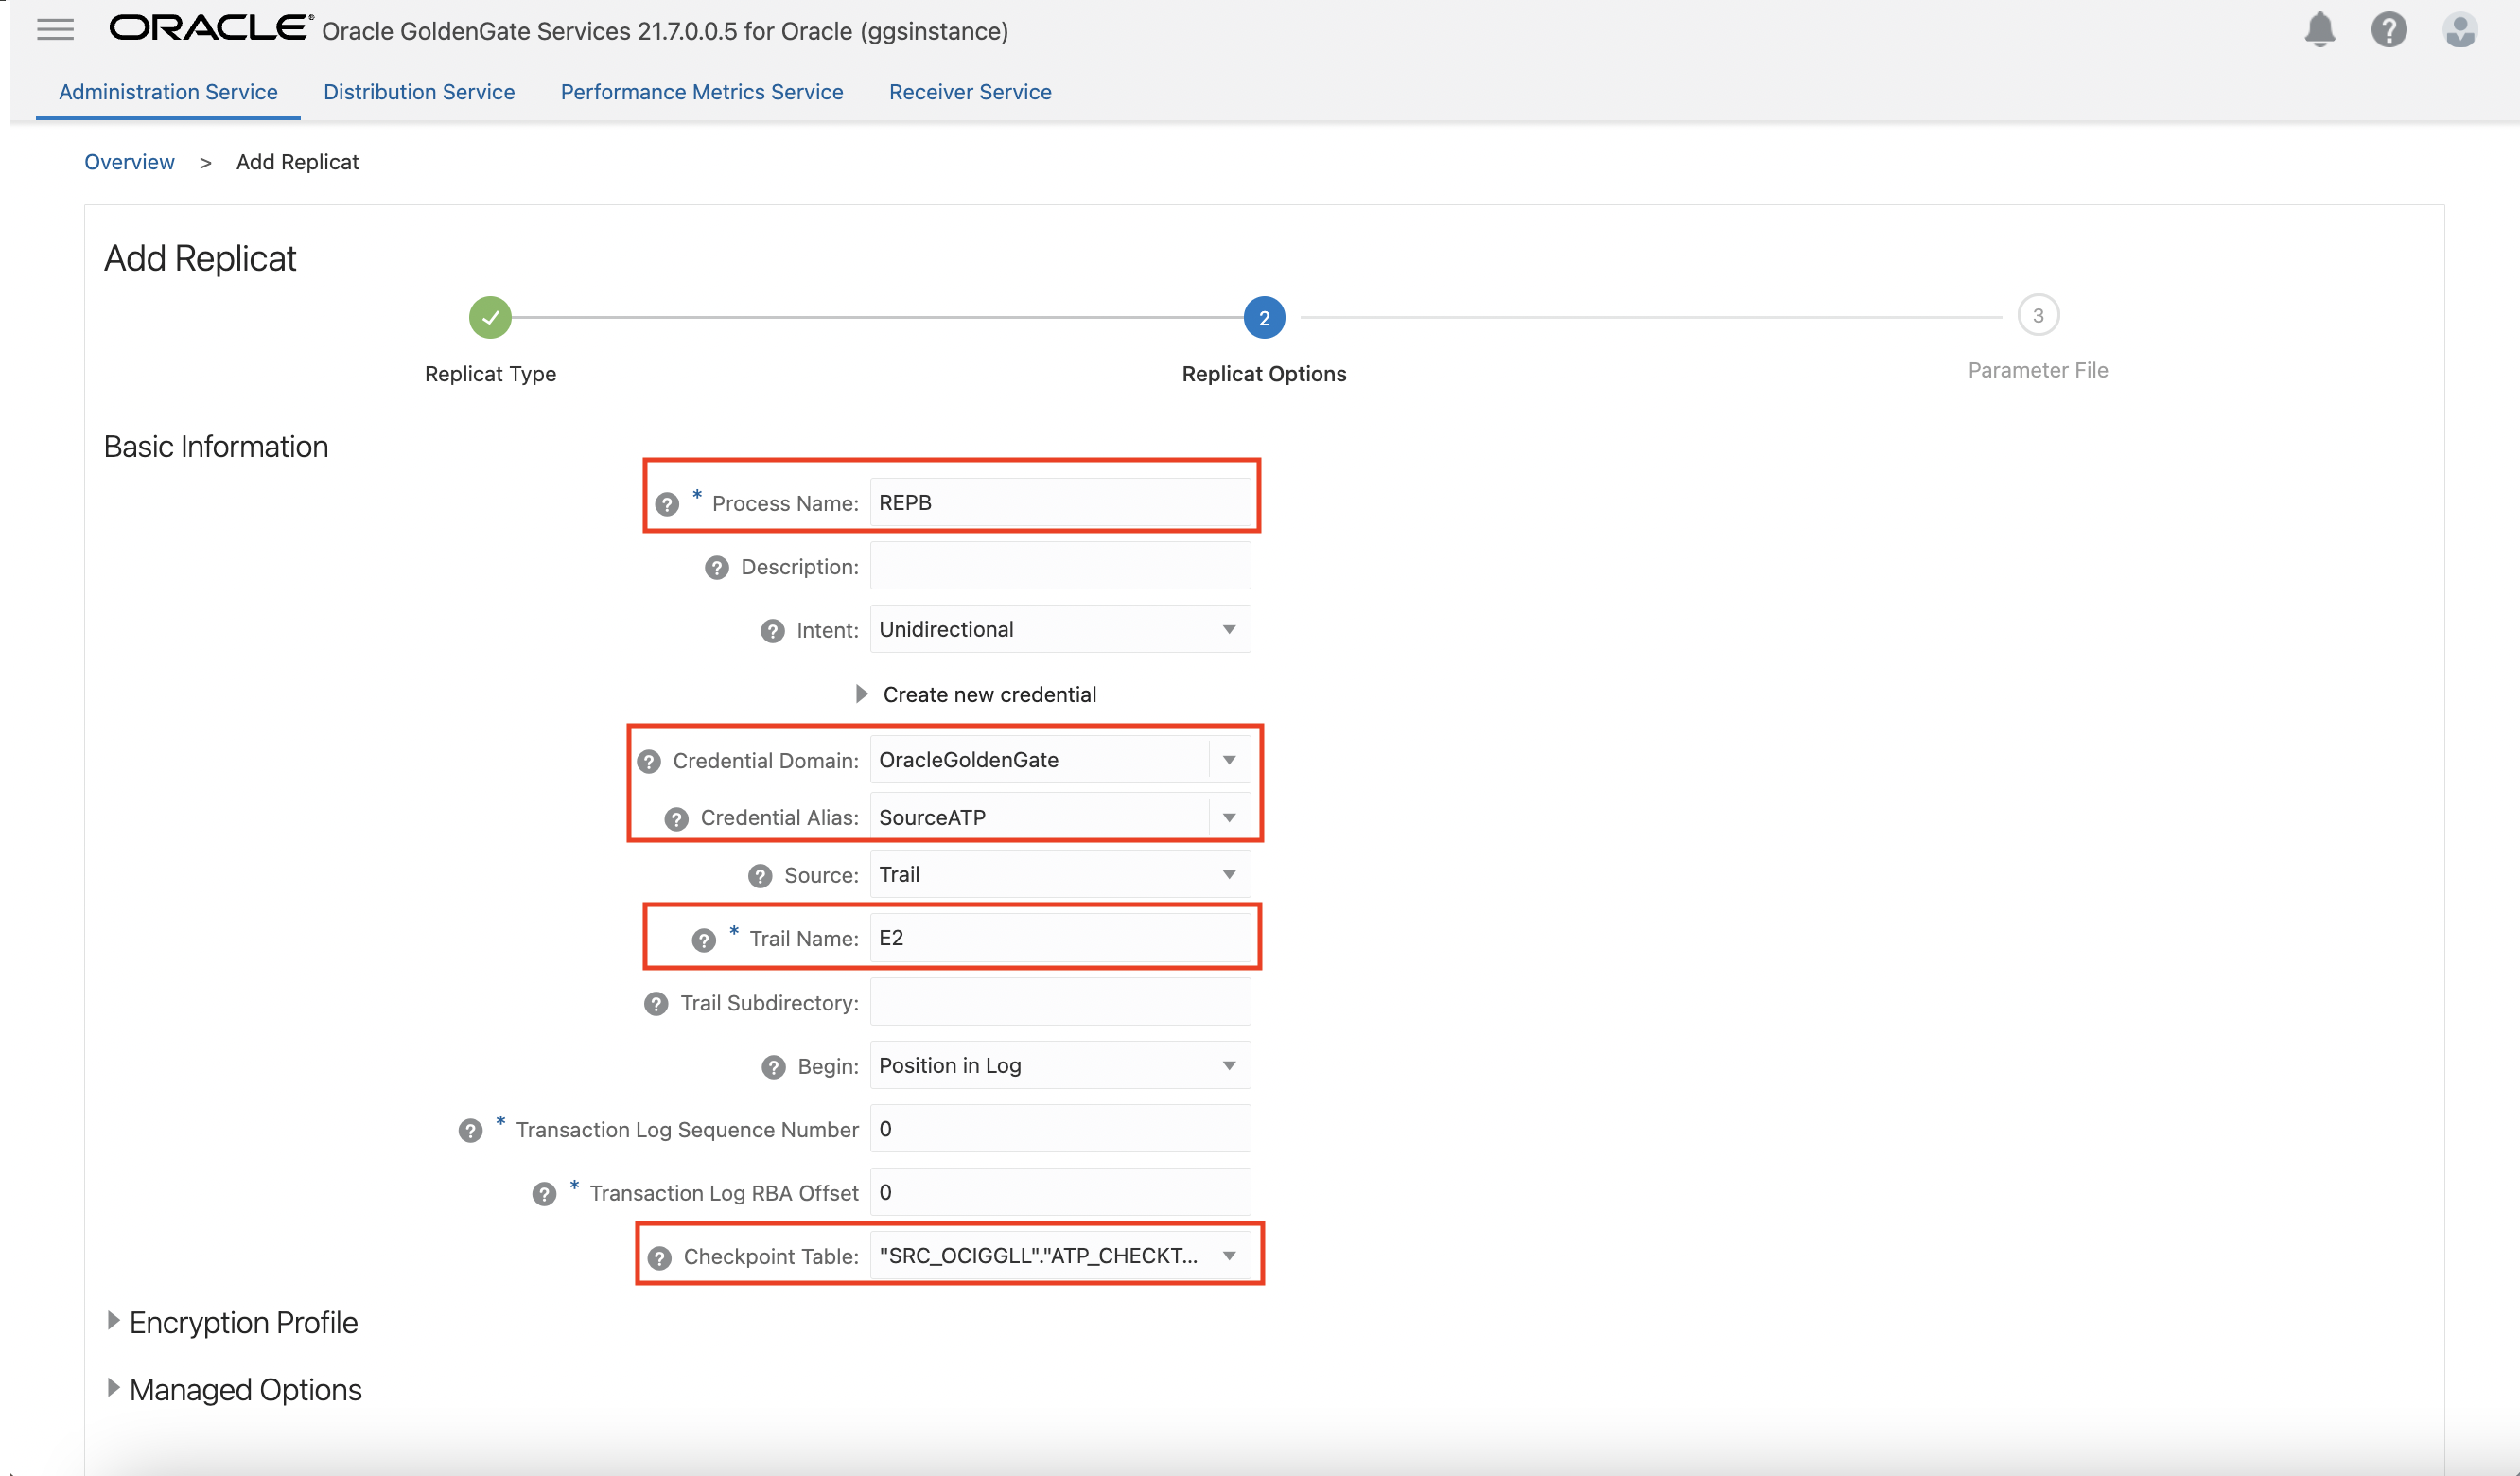 ORACLE® Oracle GoldenGate Services 21.7.0.0.5 for Oracle (ggsinstance)
Administration Service Distribution Service Performance Metrics Service Receiver Service
Overview > Add Replicat
Add Replicat
2 3
Replicat Type Replicat Options Parameter File
Basic Information
? * Process Name: REPB
? Description:
? Intent: Unidirectional
Create new credential
? Credential Domain: OracleGoldenGate
? Credential Alias: SourceATP
? Source: Trail
? * Trail Name: E2
? Trail Subdirectory:
? Begin: Position in Log
? * Transaction Log Sequence Number 0
? * Transaction Log RBA Offset 0
? Checkpoint Table: "SRC_OCIGGLL"."ATP_CHECKT...
Encryption Profile
Managed Options